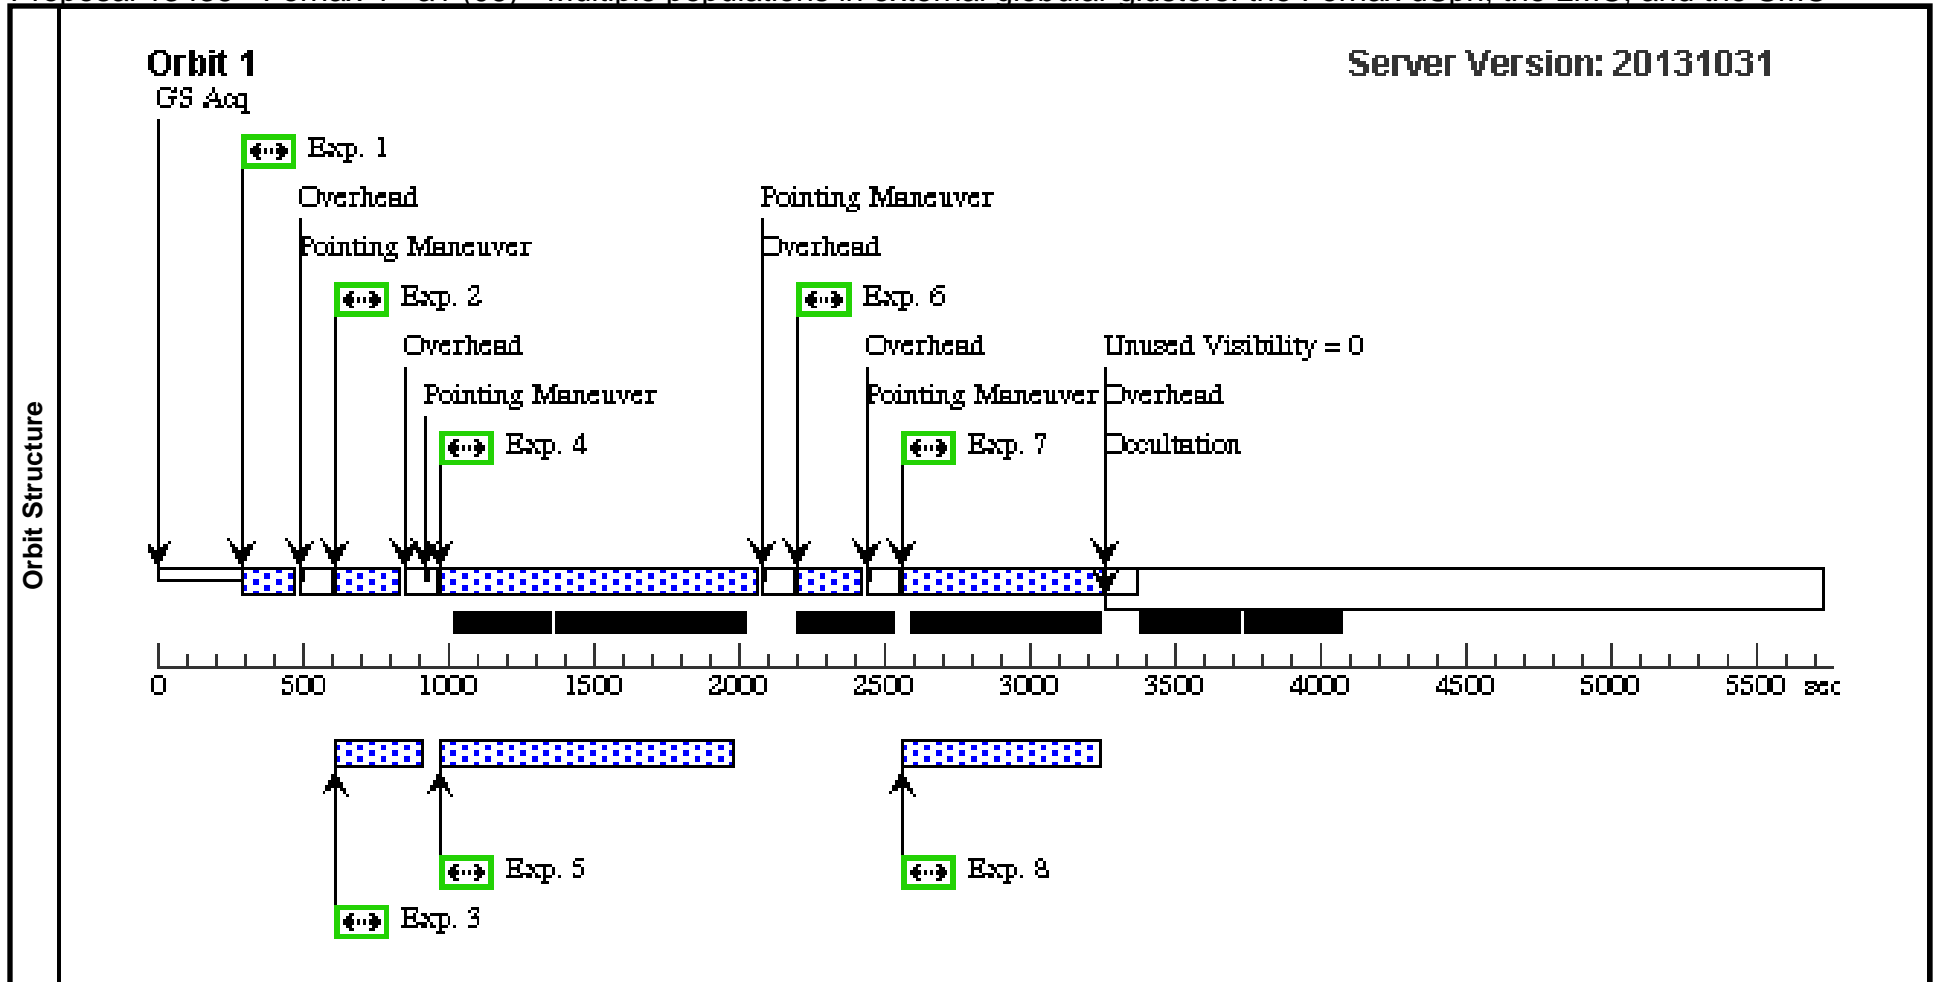 Orbit 1
Server Version: 20131031
GS Acq
Exp. 1
Overhead
Pointing Maneuver
Pointing Maneuver
Overhead
Exp. 2
Exp. 6
Overhead
Overhead
Unused Visibility = 0
Pointing Maneuver
Pointing Maneuver
Overhead
Exp. 4
Exp. 7
Occultation
Orbit Structure
0 500 1000 1500 2000 2500 3000 3500 4000 4500 5000 5500 sec
Exp. 5
Exp. 8
Exp. 3